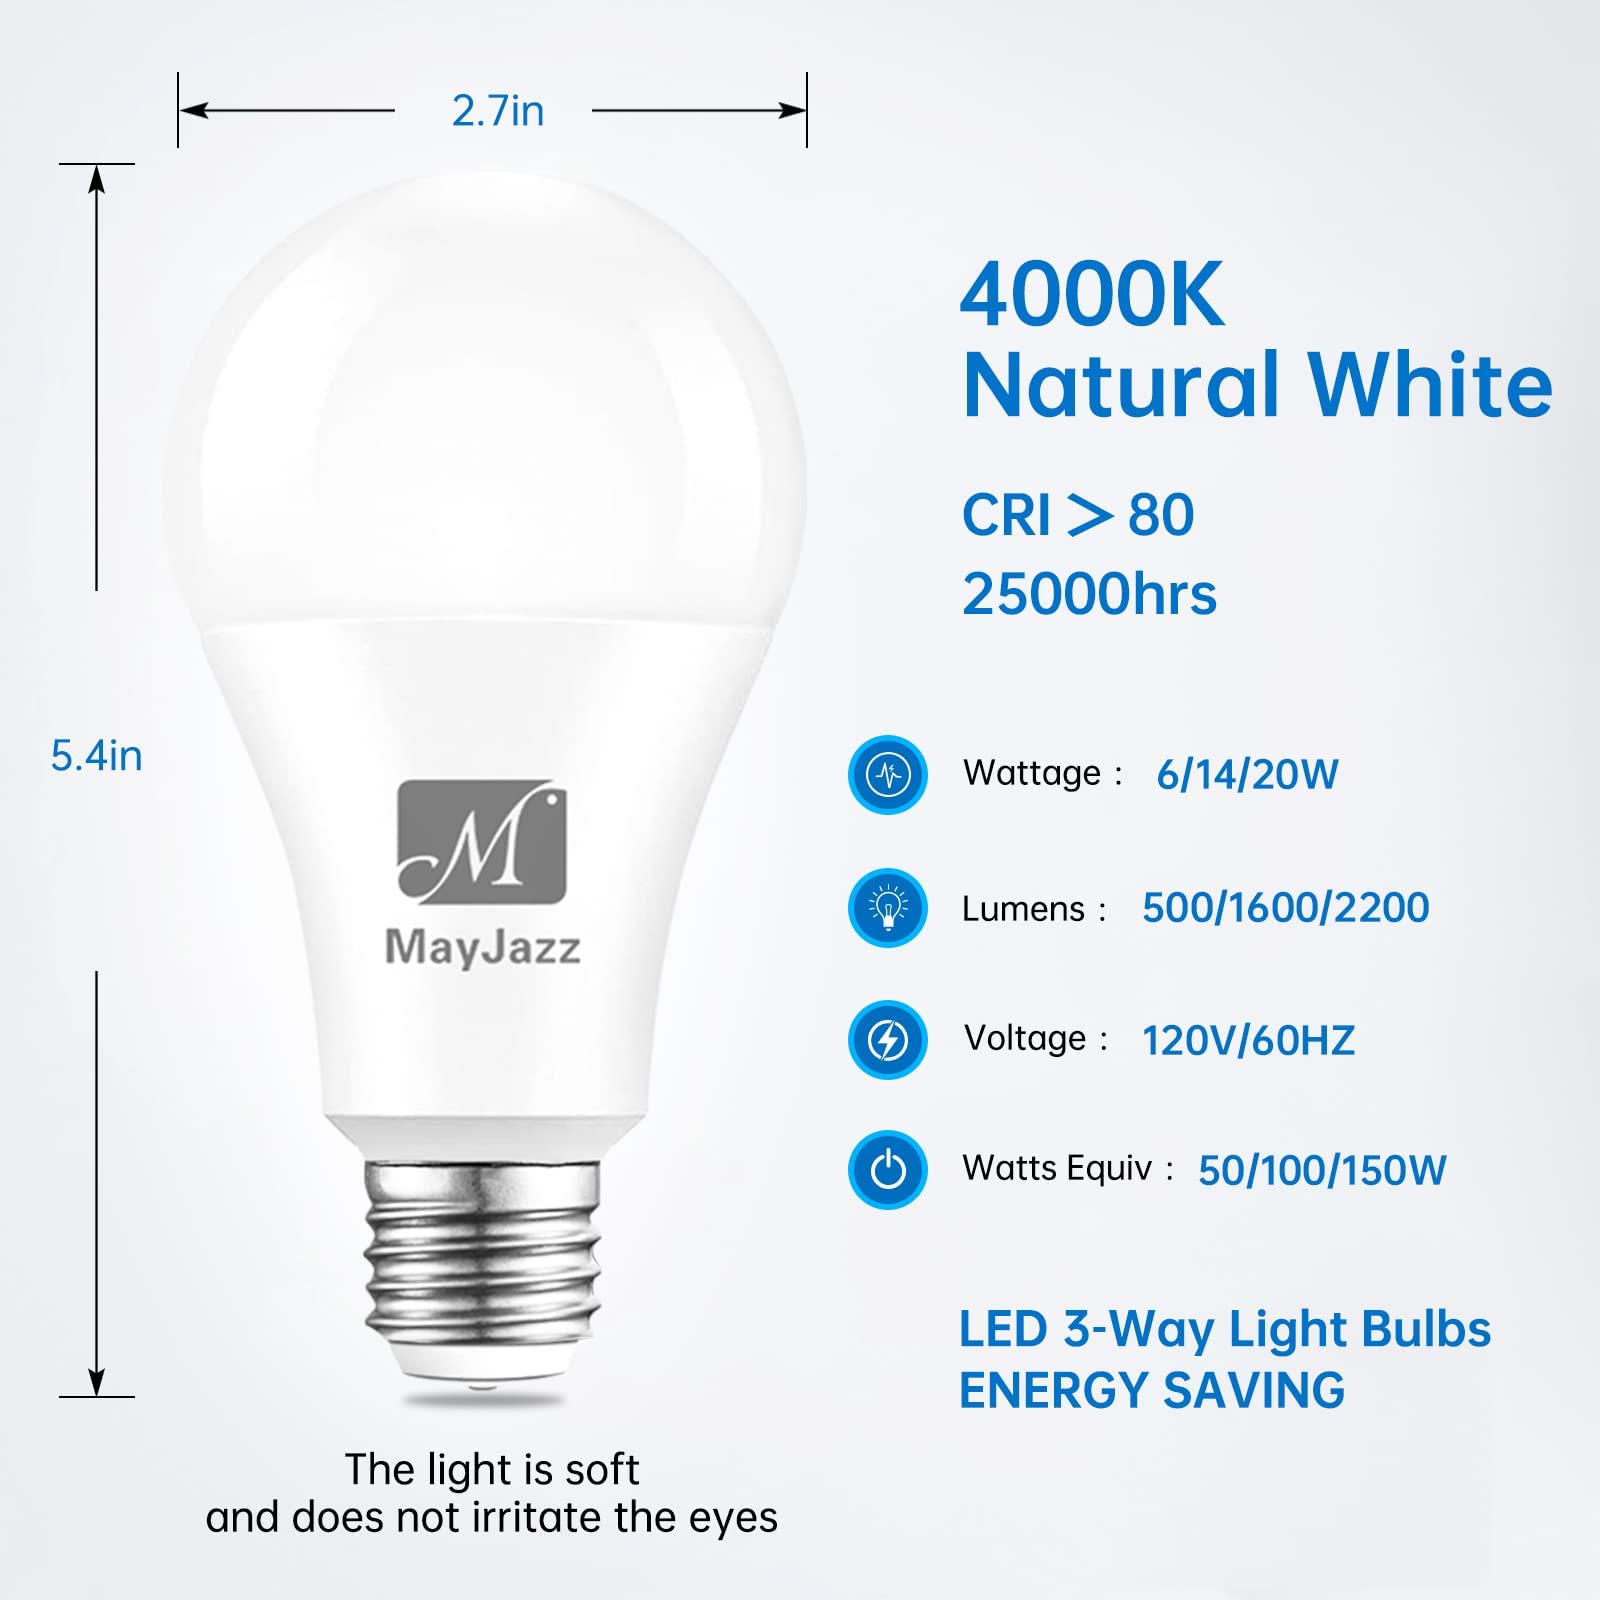 2.7in
5.4in
M
MayJazz
The light is soft
and does not irritate the eyes
4000K
Natural White
CRI > 80
25000hrs
Wattage : 6/14/20W
Lumens : 500/1600/2200
Voltage : 120V/60HZ
Watts Equiv : 50/100/150W
LED 3-Way Light Bulbs
ENERGY SAVING